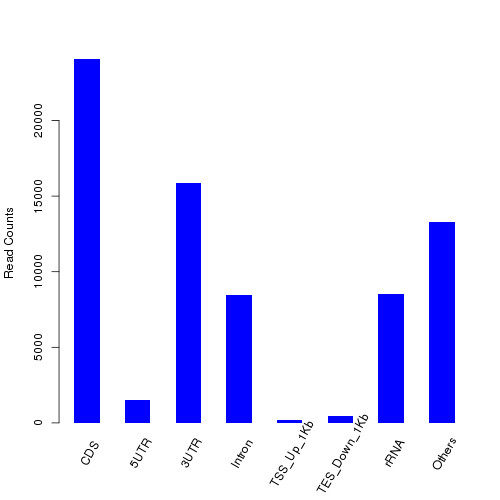 Read Counts
20000
15000
10000
5000
0
CDS
5UTR
3UTR
Intron
TSS_Up_1Kb
TES_Down_1Kb
rRNA
Others